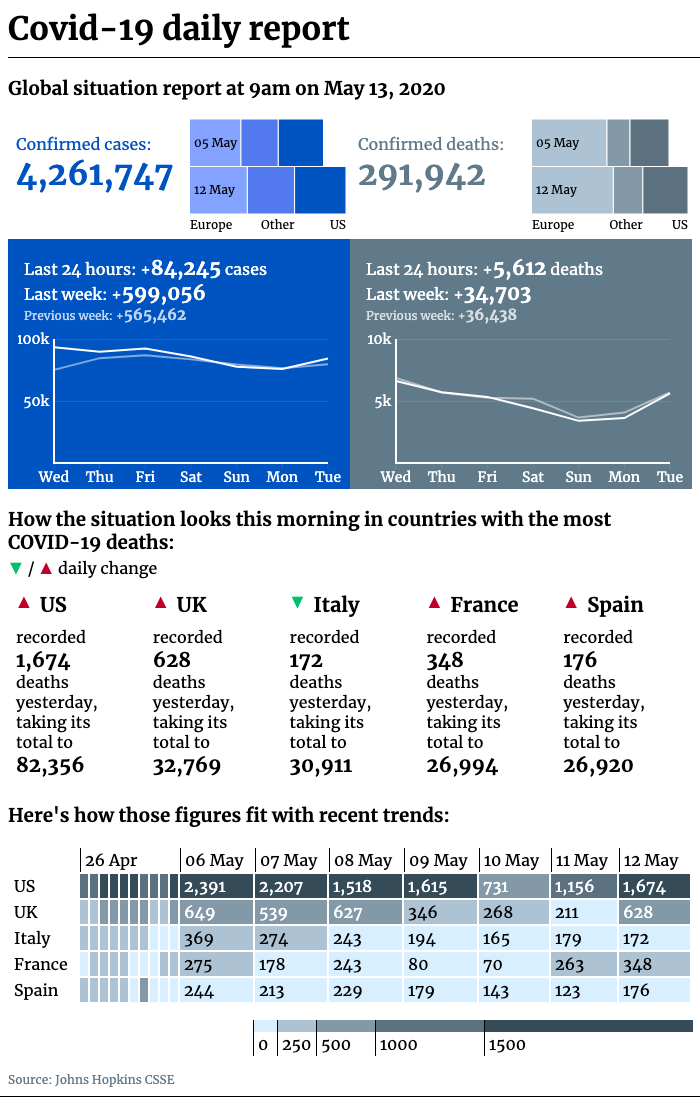 Covid-19 daily report
Global situation report at 9am on May 13, 2020
Confirmed cases:
4,261,747
05 May
12 May
Europe Other US
Confirmed deaths:
291,942
05 May
12 May
Europe Other US
Last 24 hours: +84,245 cases
Last week: +599,056
Previous week: +565,462
100k
50k
Wed Thu Fri Sat Sun Mon Tue
Last 24 hours: +5,612 deaths
Last week: +34,703
Previous week: +36,438
10k
5k
Wed Thu Fri Sat Sun Mon Tue
How the situation looks this morning in countries with the most
COVID-19 deaths:
▼ / ▲ daily change
▲ US
recorded
1,674
deaths
yesterday,
taking its
total to
82,356
▲ UK
recorded
628
deaths
yesterday,
taking its
total to
32,769
▼ Italy
recorded
172
deaths
yesterday,
taking its
total to
30,911
▲ France
recorded
348
deaths
yesterday,
taking its
total to
26,994
▲ Spain
recorded
176
deaths
yesterday,
taking its
total to
26,920
Here's how those figures fit with recent trends:
26 Apr 06 May 07 May 08 May 09 May 10 May 11 May 12 May
US 2,391 2,207 1,518 1,615 731 1,156 1,674
UK 649 539 627 346 268 211 628
Italy 369 274 243 194 165 179 172
France 275 178 243 80 70 263 348
Spain 244 213 229 179 143 123 176
0 250 500 1000 1500
Source: Johns Hopkins CSSE